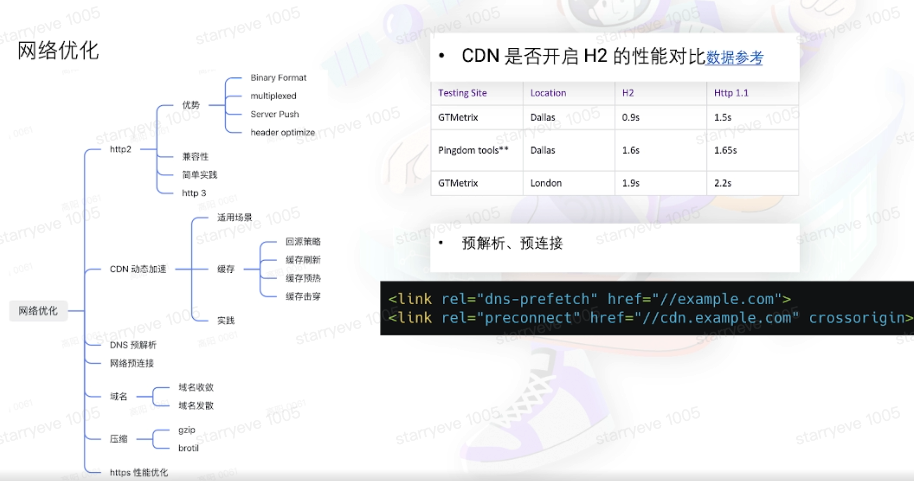 网络优化
网络优化
http2
优势
Binary Format
multiplexed
Server Push
header optimize
兼容性
简单实践
http 3
CDN 动态加速
适用场景
缓存
回源策略
缓存刷新
缓存预热
缓存击穿
实践
DNS 预解析
网络预连接
域名
域名收敛
域名发散
压缩
gzip
brotil
https 性能优化
• CDN 是否开启 H2 的性能对比数据参考
Testing Site Location H2 Http 1.1
GTMetrix Dallas 0.9s 1.5s
Pingdom tools** Dallas 1.6s 1.65s
GTMetrix London 1.9s 2.2s
• 预解析、预连接
<link rel="dns-prefetch" href="//example.com">
<link rel="preconnect" href="//cdn.example.com" crossorigin>
starryeve 1005